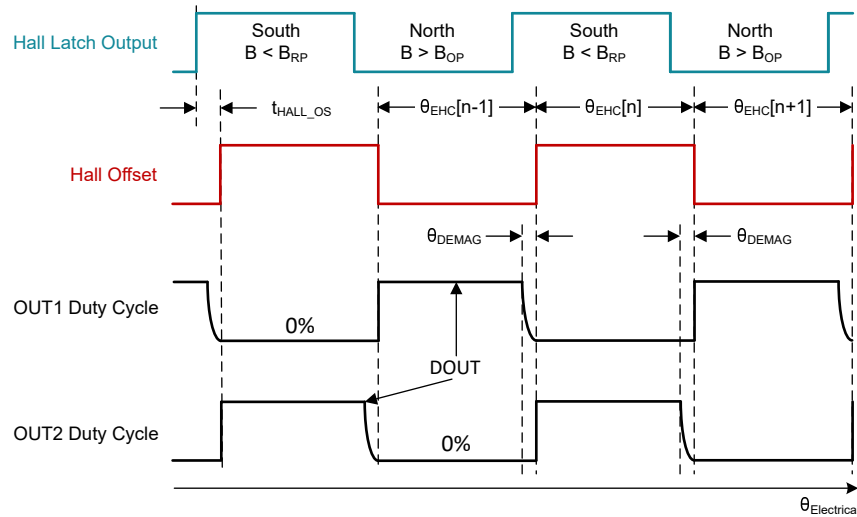 Hall Latch Output
South
B < B_RP
North
B > B_OP
South
B < B_RP
North
B > B_OP
t_HALL_OS
θ_EHC[n-1]
θ_EHC[n]
θ_EHC[n+1]
Hall Offset
θ_DEMAG
θ_DEMAG
OUT1 Duty Cycle
0%
DOUT
OUT2 Duty Cycle
0%
θ_Electrica